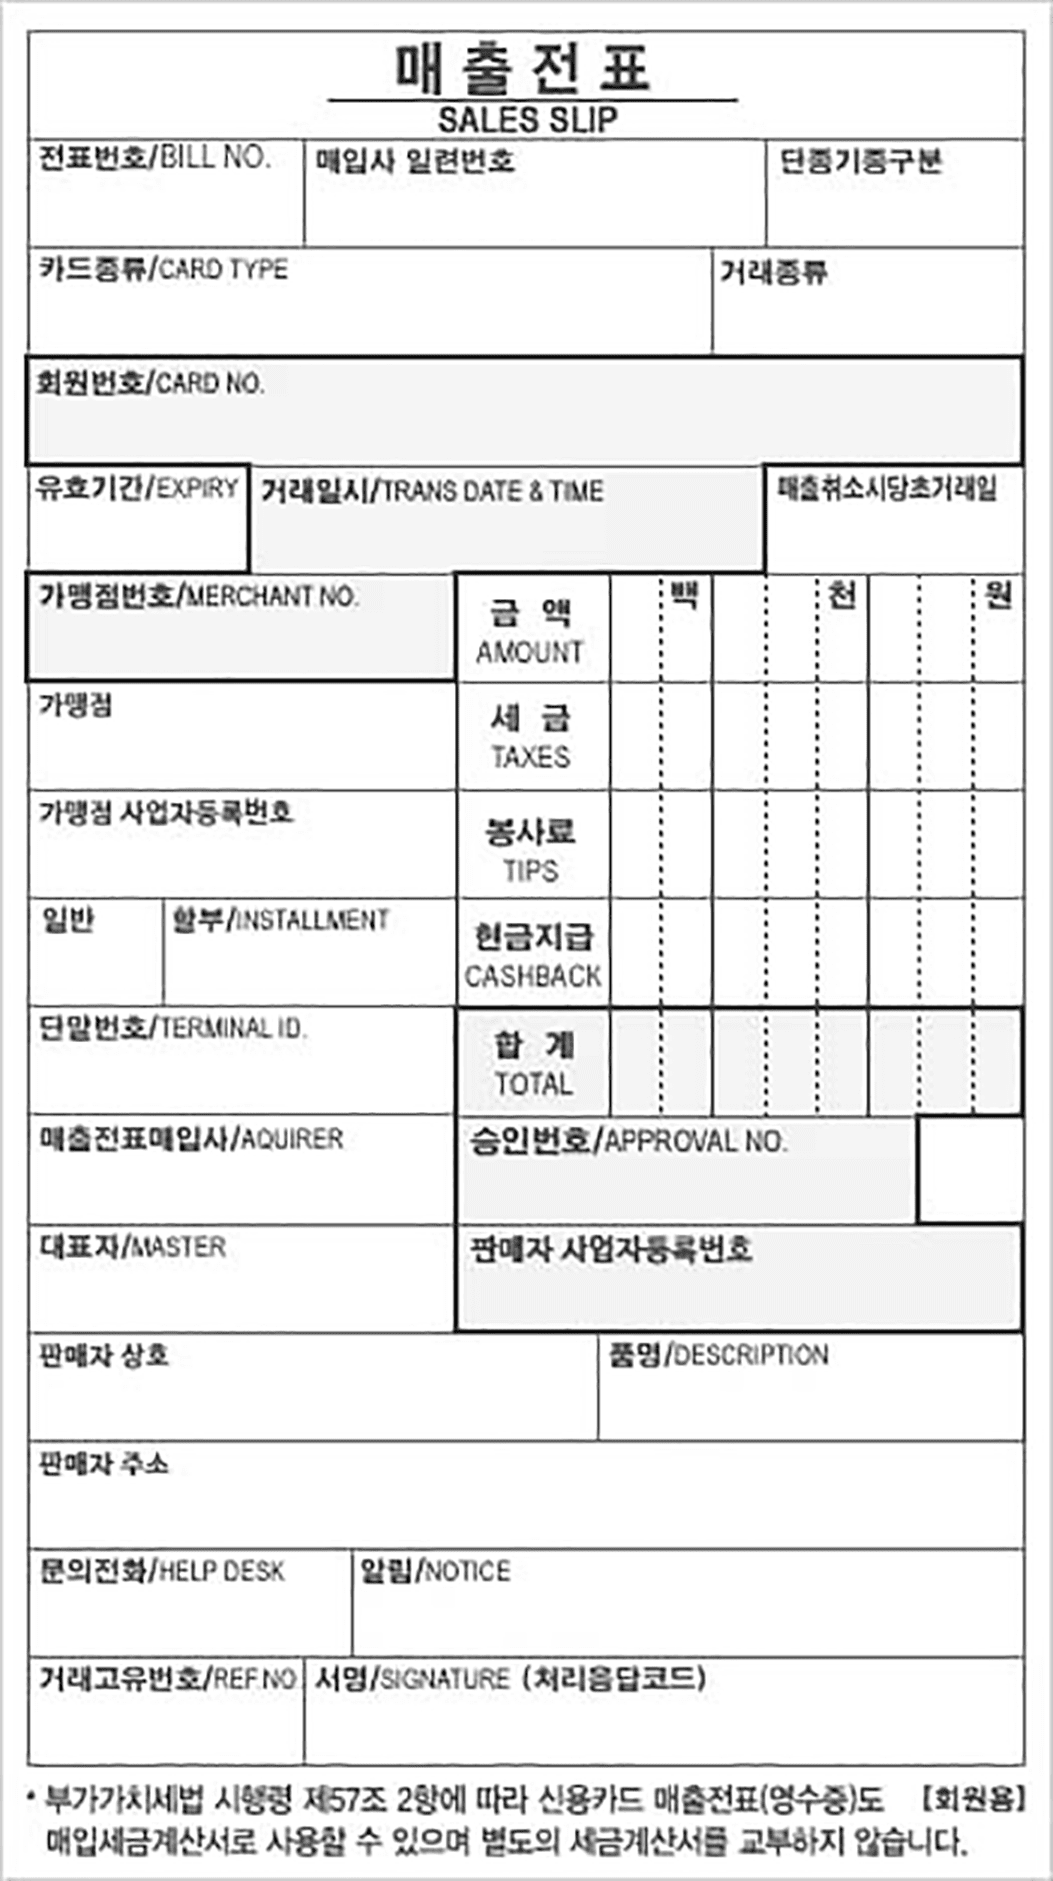 매출전표
SALES SLIP
전표번호/BILL NO.
매입사 일련번호
단종기종구분
카드종류/CARD TYPE
거래종류
회원번호/CARD NO.
유효기간/EXPIRY
거래일시/TRANS DATE & TIME
매출취소시당초거래일
가맹점번호/MERCHANT NO.
금 액
AMOUNT
백
천
원
가맹점
세 금
TAXES
가맹점 사업자등록번호
봉사료
TIPS
일반
할부/INSTALLMENT
현금지급
CASHBACK
단말번호/TERMINAL ID.
합 계
TOTAL
매출전표매입사/AQUIRER
승인번호/APPROVAL NO.
대표자/MASTER
판매자 사업자등록번호
판매자 상호
품명/DESCRIPTION
판매자 주소
문의전화/HELP DESK
알림/NOTICE
거래고유번호/REF.NO
서명/SIGNATURE (처리응답코드)
* 부가가치세법 시행령 제57조 2항에 따라 신용카드 매출전표(영수증)도 [회원용]
매입세금계산서로 사용할 수 있으며 별도의 세금계산서를 교부하지 않습니다.